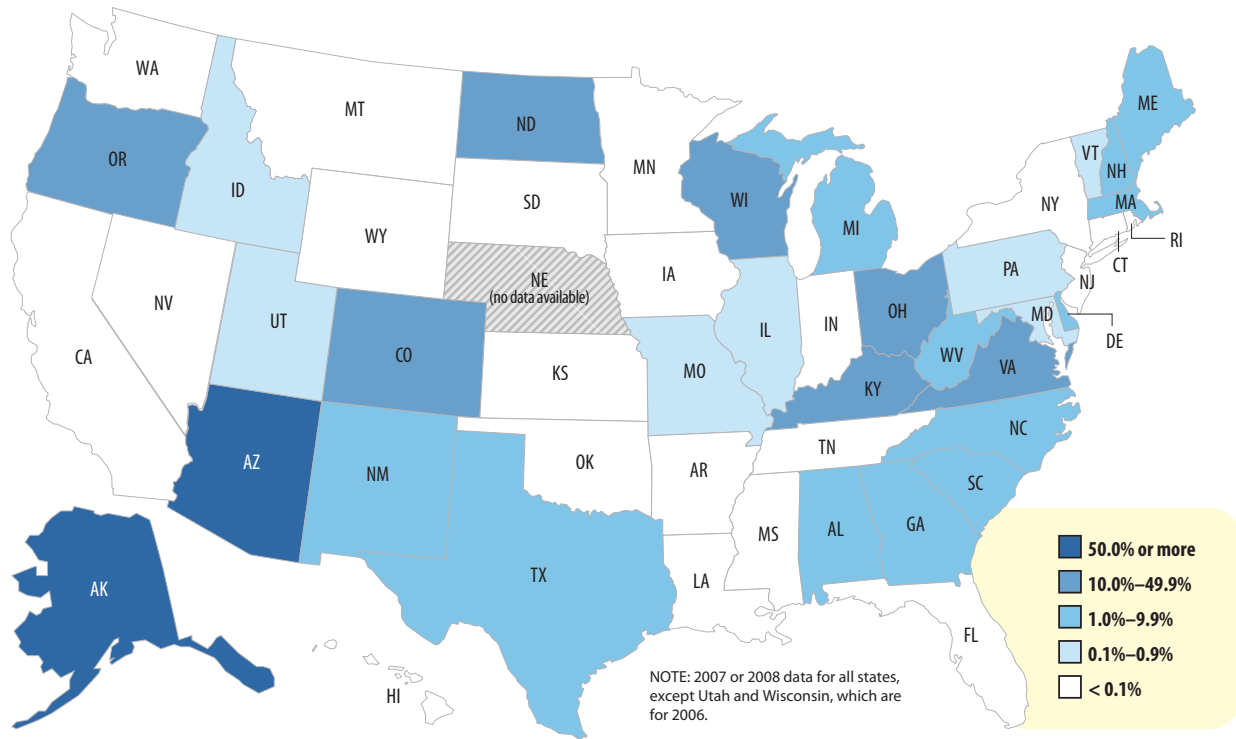 WA
MT
ND
MN
OR
ID
SD
WY
WI
MI
ME
VT
NH
MA
NY
RI
CT
NJ
PA
NE
(no data available)
IA
NV
UT
CA
CO
KS
MO
IL
IN
OH
WV
MD
DE
VA
KY
AZ
NM
OK
AR
TN
NC
SC
MS
AL
GA
TX
LA
FL
AK
HI
50.0% or more
10.0%–49.9%
1.0%–9.9%
0.1%–0.9%
< 0.1%
NOTE: 2007 or 2008 data for all states,
except Utah and Wisconsin, which are
for 2006.